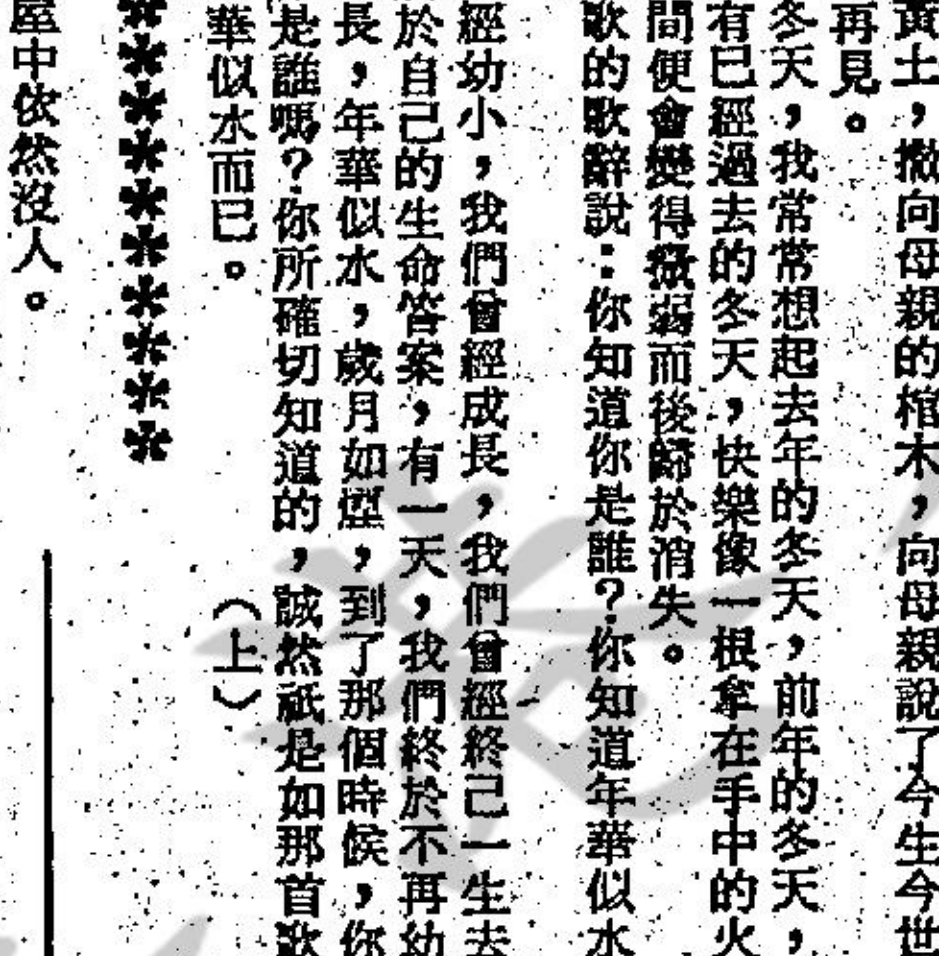 黃土，撒向母親的棺木，向母親說了今生今世
再見。
冬天，我常常想起去年的冬天，前年的冬天，
有已經過去的冬天，快樂像一根拿在手中的火
間便會變得微弱而後歸於消失。
歌的歌辭說：你知道你是誰？你知道年華似水
經幼小，我們曾經成長，我們曾經終己一生去
於自己的生命答案，有一天，我們終於不再幼
長，年華似水，歲月如煙，到了那個時候，你
是誰嗎？你所確切知道的，誠然祇是如那首歌
華似水而已。
（上）
＊＊＊＊＊＊＊＊＊＊
屋中依然沒人。